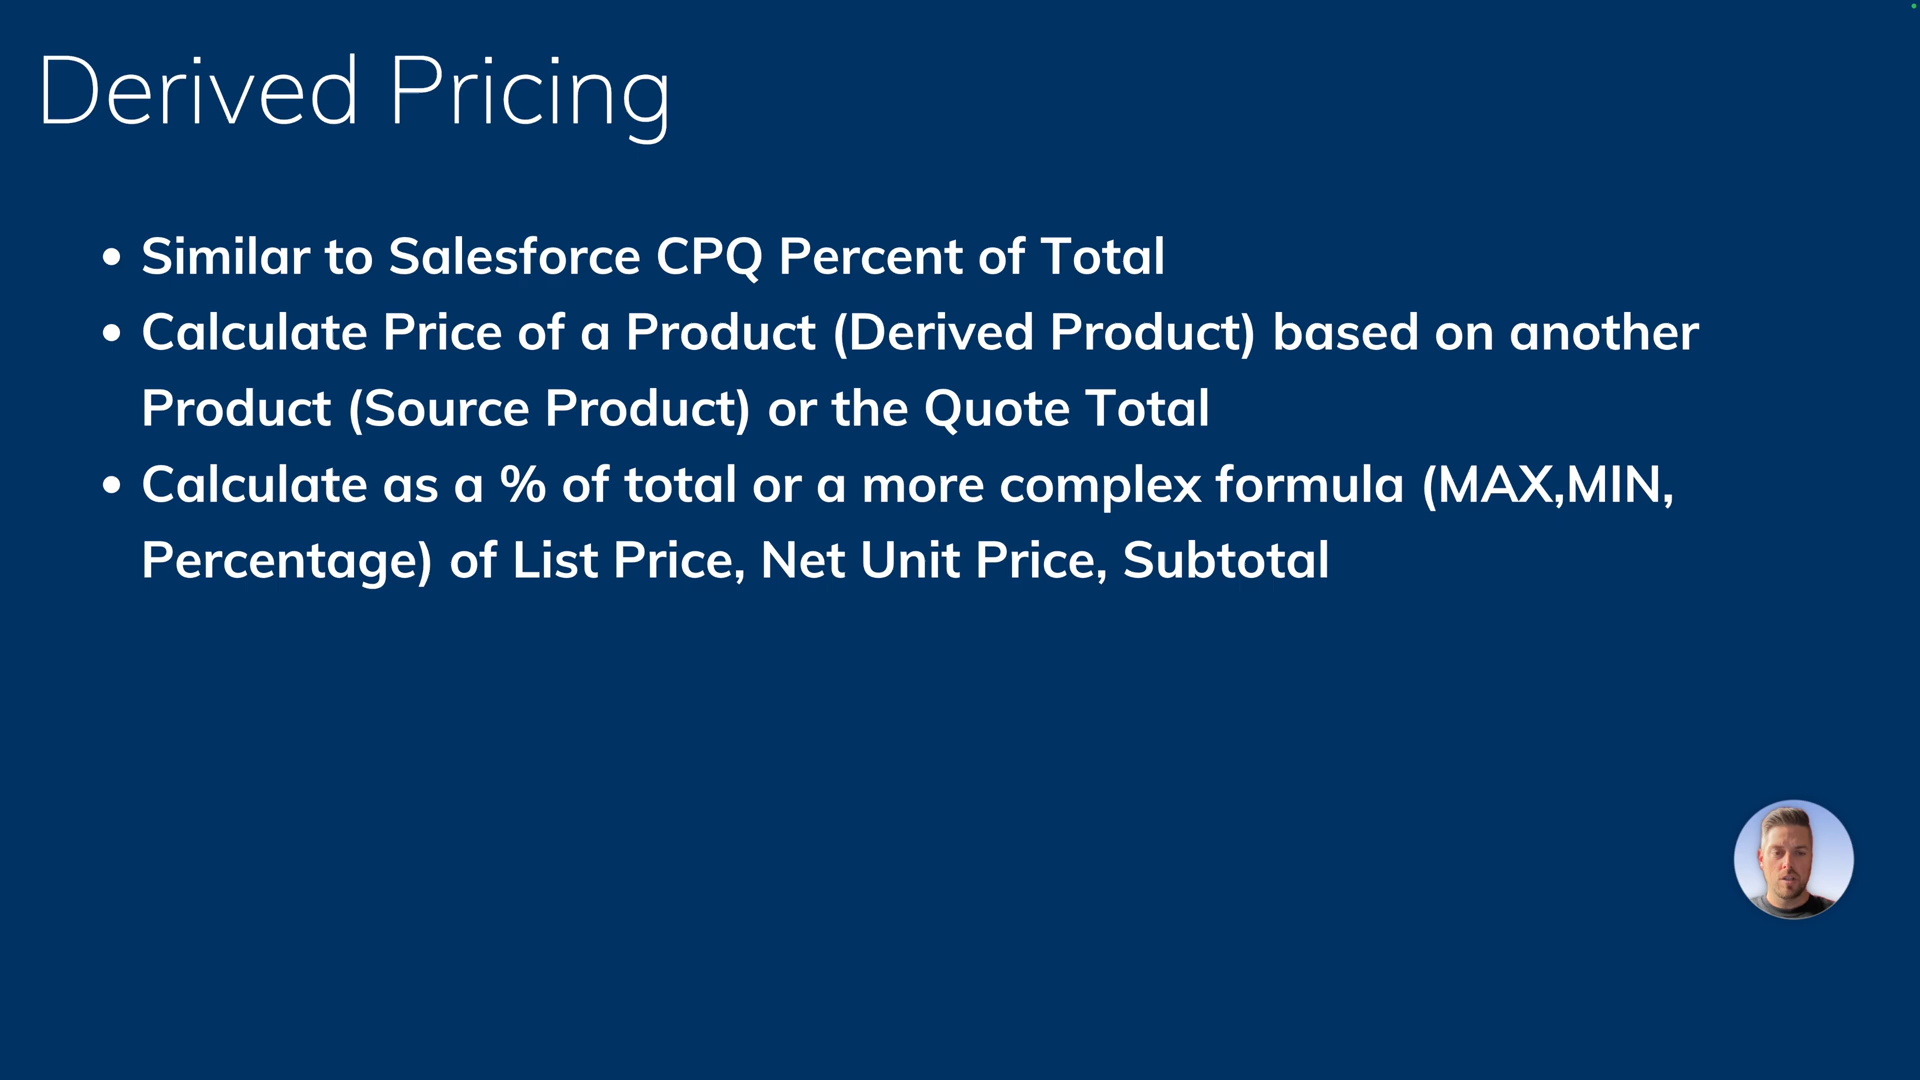 Derived Pricing
• Similar to Salesforce CPQ Percent of Total
• Calculate Price of a Product (Derived Product) based on another
Product (Source Product) or the Quote Total
• Calculate as a % of total or a more complex formula (MAX,MIN,
Percentage) of List Price, Net Unit Price, Subtotal